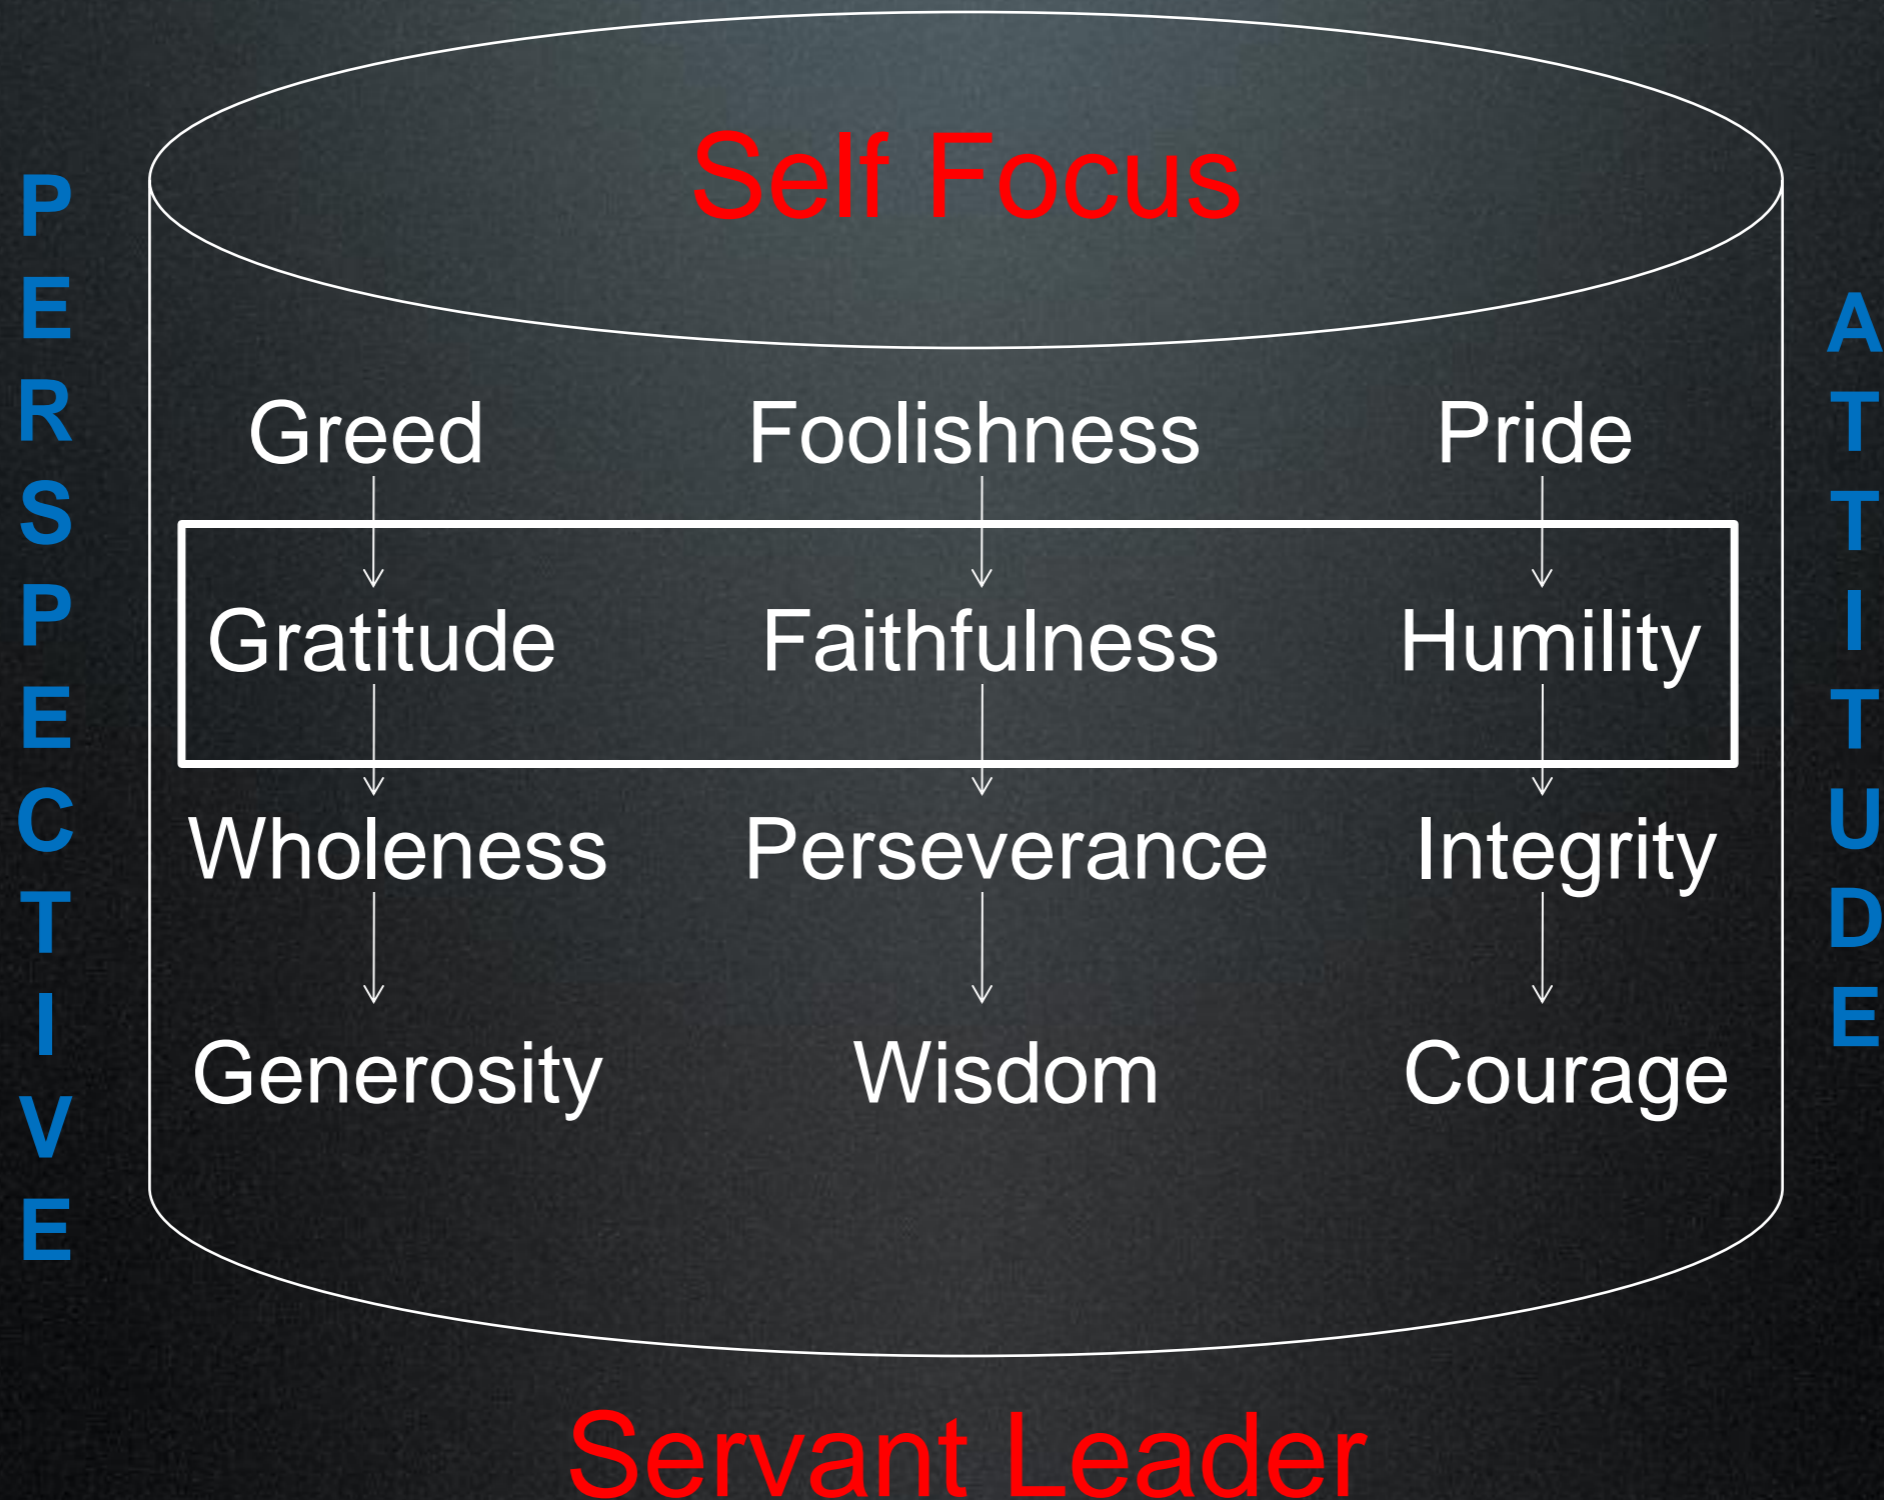 Self Focus
PERSPECTIVE
ATTITUDE
Greed Foolishness Pride
Gratitude Faithfulness Humility
Wholeness Perseverance Integrity
Generosity Wisdom Courage
Servant Leader